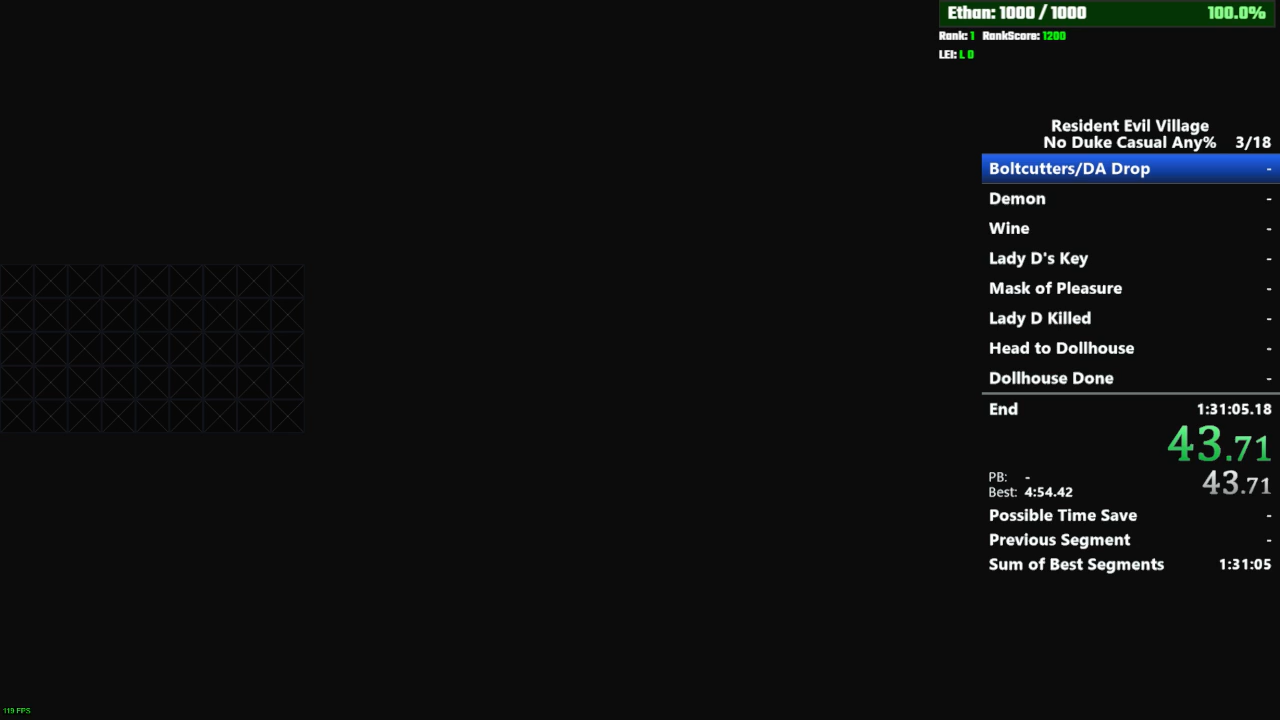 Ethan: 1000 / 1000 100.0%
Rank: 1 RankScore: 1200
LEI: L 0
Resident Evil Village
No Duke Casual Any% 3/18
Boltcutters/DA Drop -
Demon -
Wine -
Lady D's Key -
Mask of Pleasure -
Lady D Killed -
Head to Dollhouse -
Dollhouse Done -
End 1:31:05.18
43.71
PB: -
Best: 4:54.42 43.71
Possible Time Save -
Previous Segment -
Sum of Best Segments 1:31:05
119 FPS